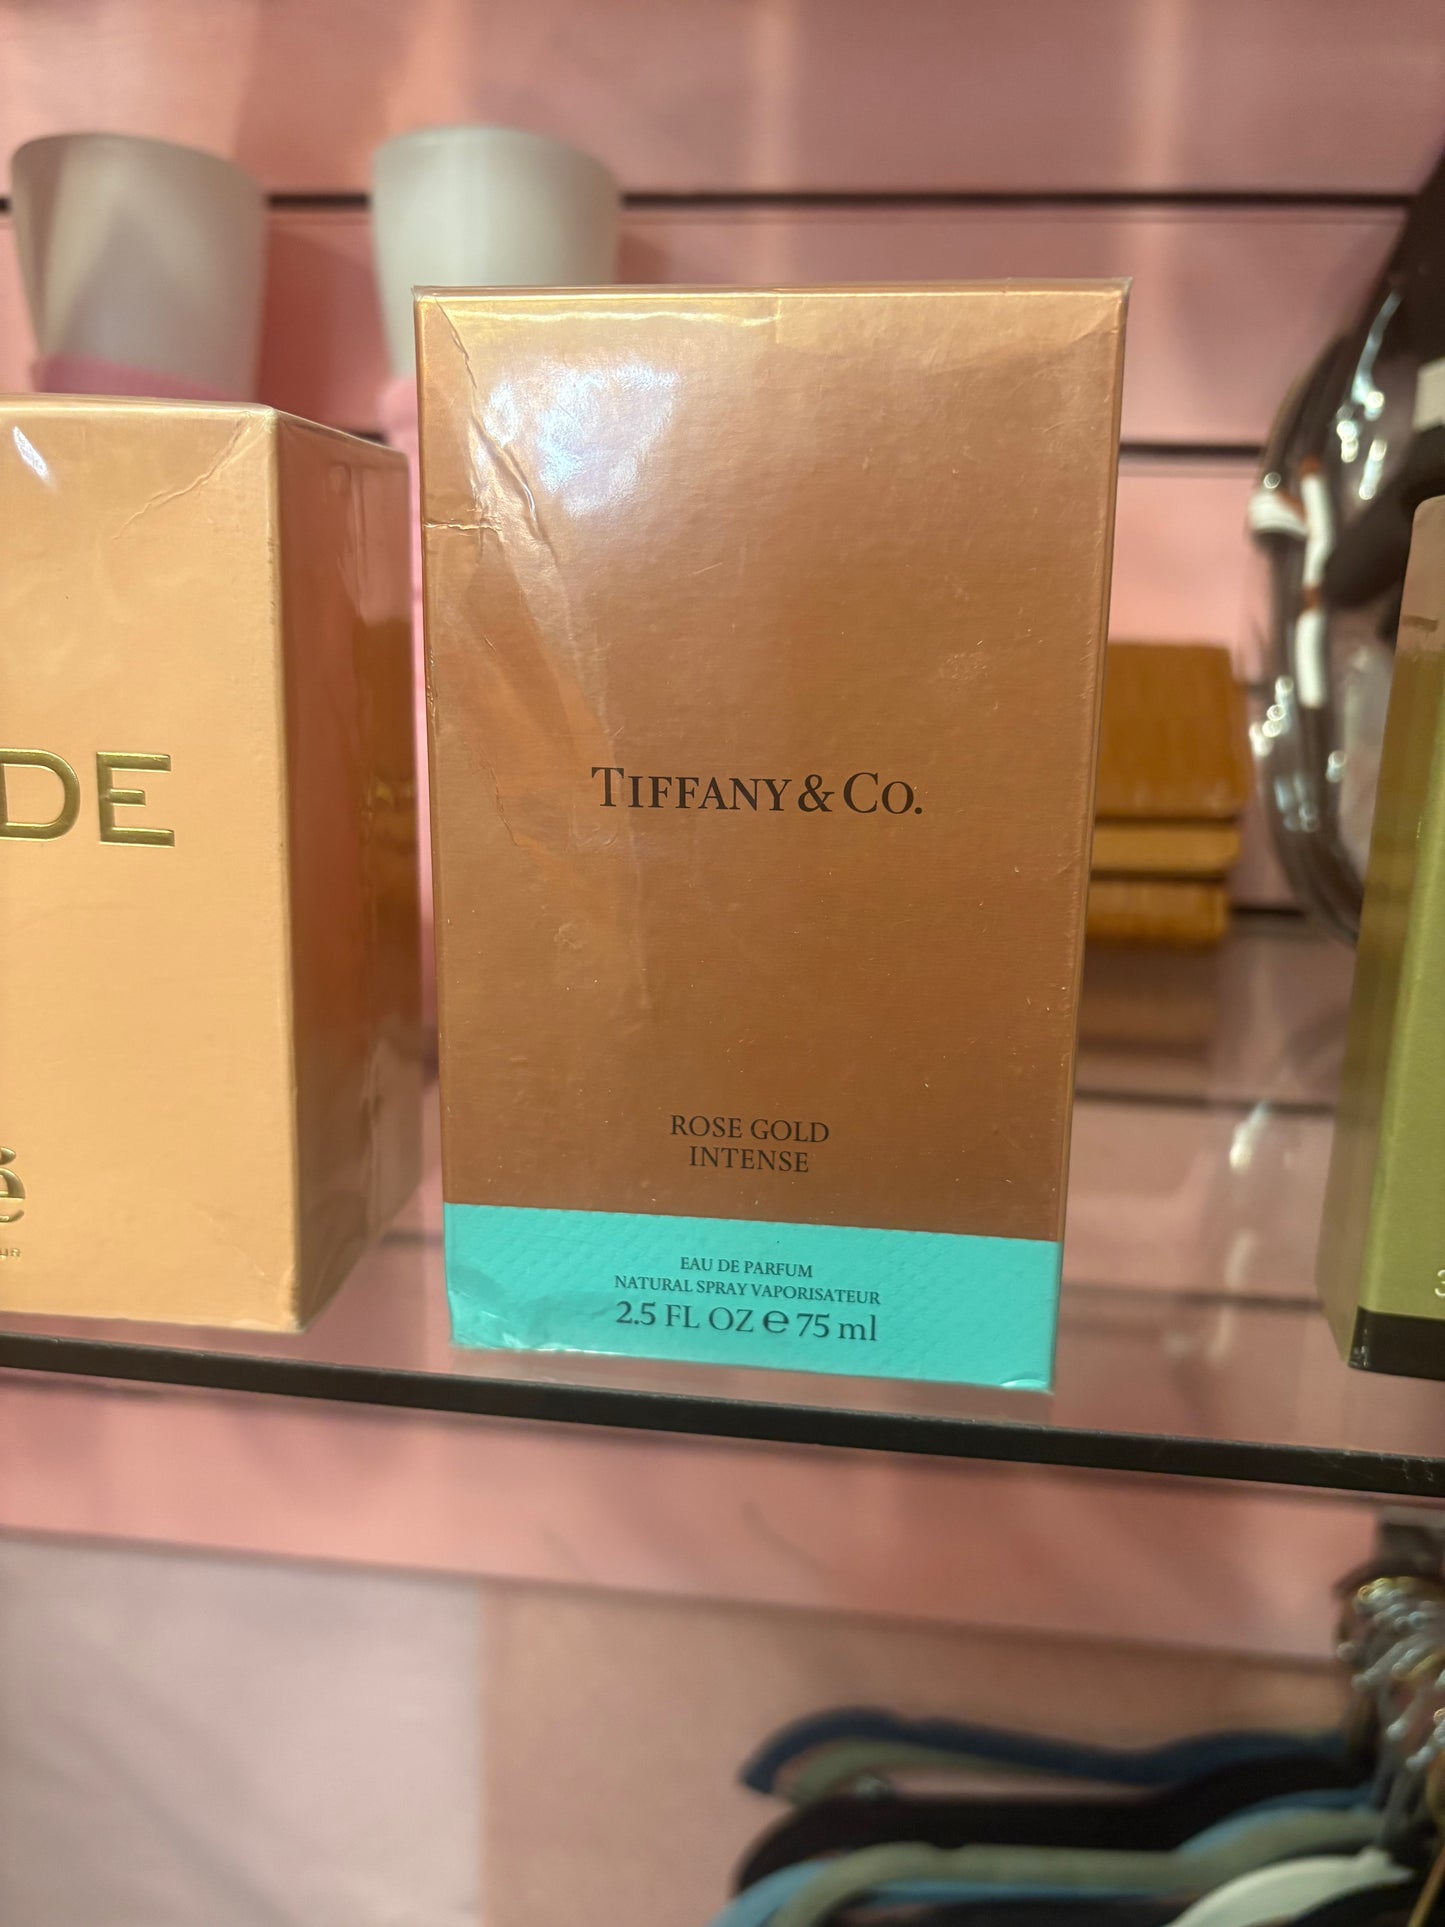 DE
TIFFANY & CO.
ROSE GOLD
INTENSE
EAU DE PARFUM
NATURAL SPRAY VAPORISATEUR
2.5 FL OZ ℮ 75 ml